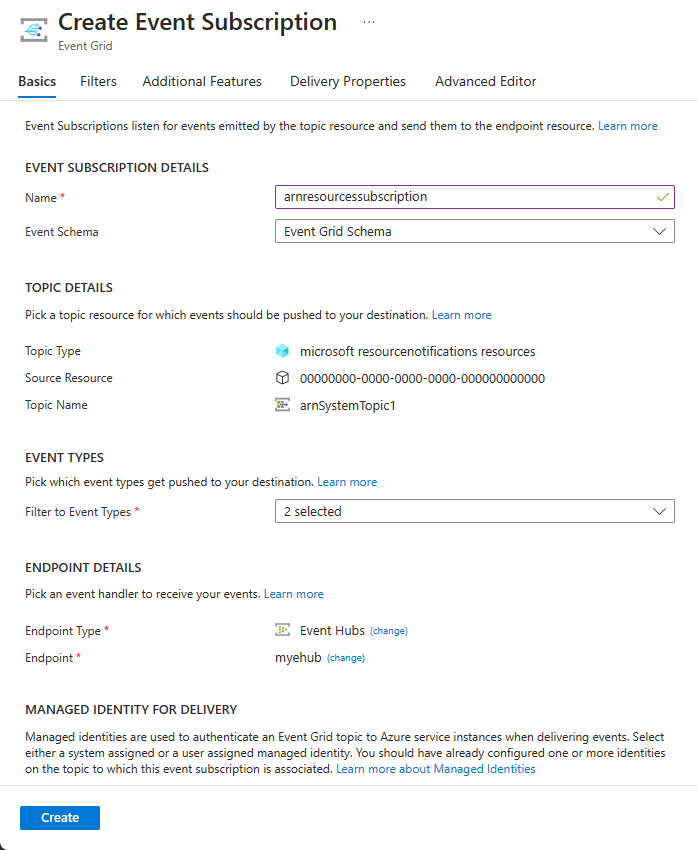 Create Event Subscription ...
Event Grid
Basics Filters Additional Features Delivery Properties Advanced Editor
Event Subscriptions listen for events emitted by the topic resource and send them to the endpoint resource. Learn more
EVENT SUBSCRIPTION DETAILS
Name * arnresourcessubscription
Event Schema Event Grid Schema
TOPIC DETAILS
Pick a topic resource for which events should be pushed to your destination. Learn more
Topic Type microsoft resourcenotifications resources
Source Resource 00000000-0000-0000-0000-000000000000
Topic Name arnSystemTopic1
EVENT TYPES
Pick which event types get pushed to your destination. Learn more
Filter to Event Types * 2 selected
ENDPOINT DETAILS
Pick an event handler to receive your events. Learn more
Endpoint Type * Event Hubs (change)
Endpoint * myehub (change)
MANAGED IDENTITY FOR DELIVERY
Managed identities are used to authenticate an Event Grid topic to Azure service instances when delivering events. Select
either a system assigned or a user assigned managed identity. You should have already configured one or more identities
on the topic to which this event subscription is associated. Learn more about Managed Identities
Create